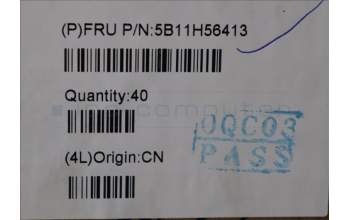 (P)FRU P/N:5B11H56413
Quantity:40
OQC03
PASS
(4L)Origin:CN